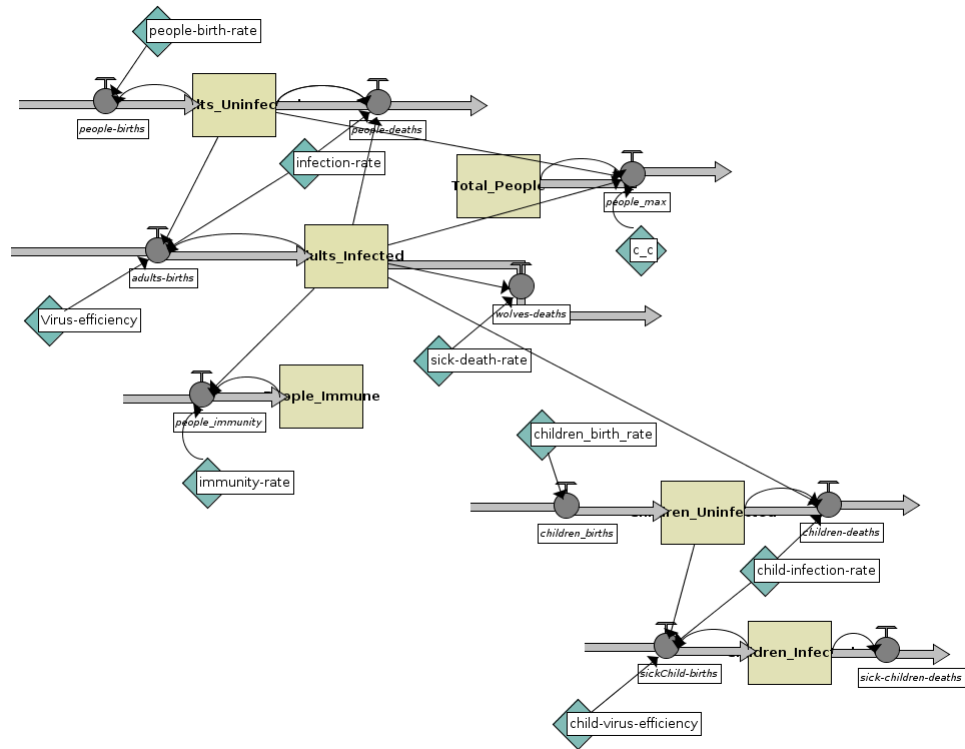 people-birth-rate
lts_Uninfec
people-births
people-deaths
infection-rate
Total_People
people_max
c_c
ults_Infected
adults-births
Virus-efficiency
wolves-deaths
sick-death-rate
ople_Immune
people_immunity
immunity-rate
children_birth_rate
ren_Uninfe
children_births
children-deaths
child-infection-rate
dren_Infec
sickChild-births
sick-children-deaths
child-virus-efficiency